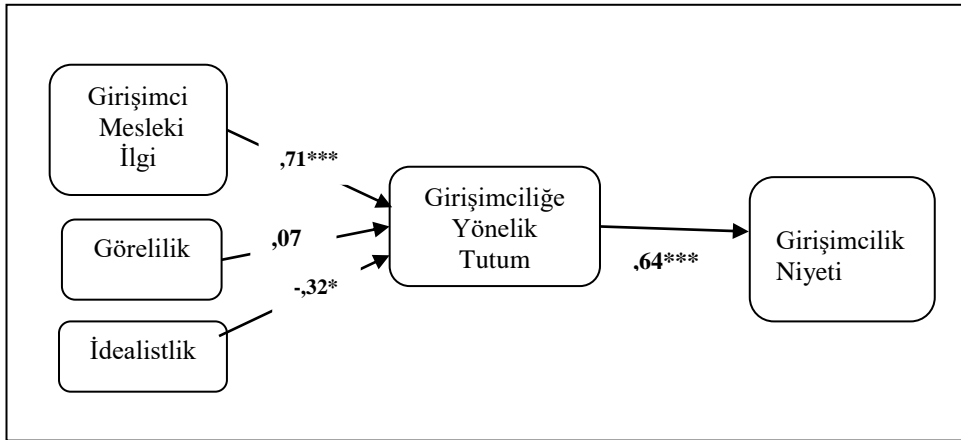 Girişimci
Mesleki
İlgi
,71***
Görelilik
,07
-,32*
İdealistlik
Girişimciliğe
Yönelik
Tutum
,64***
Girişimcilik
Niyeti